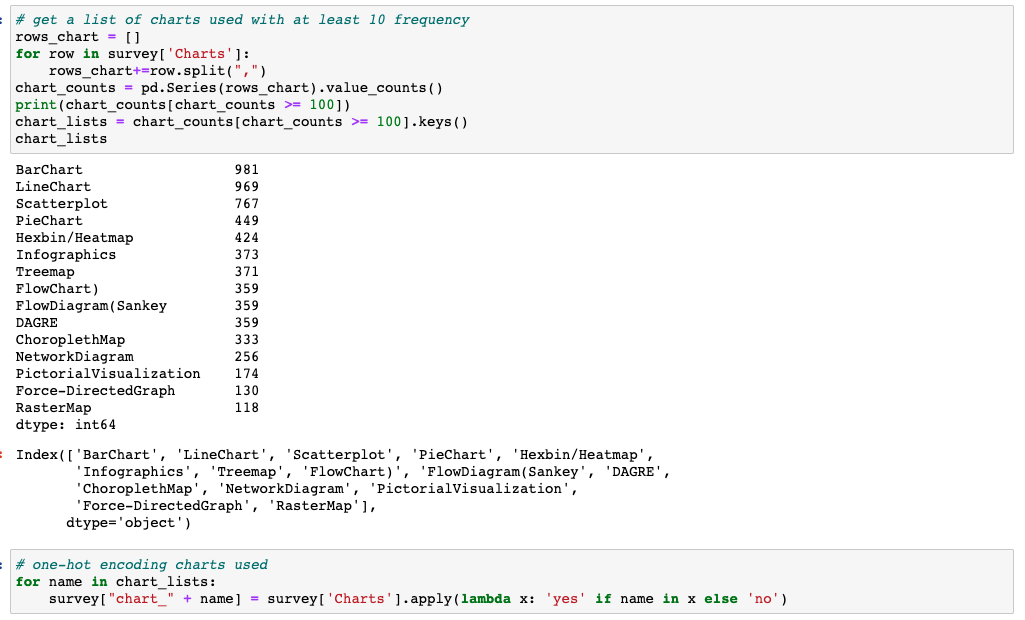 # get a list of charts used with at least 10 frequency
rows_chart = []
for row in survey['Charts']:
    rows_chart+=row.split(",")
chart_counts = pd.Series(rows_chart).value_counts()
print(chart_counts[chart_counts >= 100])
chart_lists = chart_counts[chart_counts >= 100].keys()
chart_lists
BarChart                  981
LineChart                 969
Scatterplot               767
PieChart                  449
Hexbin/Heatmap            424
Infographics              373
Treemap                   371
FlowChart)                359
FlowDiagram(Sankey        359
DAGRE                     359
ChoroplethMap             333
NetworkDiagram            256
PictorialVisualization    174
Force-DirectedGraph       130
RasterMap                 118
dtype: int64
Index(['BarChart', 'LineChart', 'Scatterplot', 'PieChart', 'Hexbin/Heatmap',
       'Infographics', 'Treemap', 'FlowChart)', 'FlowDiagram(Sankey', 'DAGRE',
       'ChoroplethMap', 'NetworkDiagram', 'PictorialVisualization',
       'Force-DirectedGraph', 'RasterMap'],
      dtype='object')
# one-hot encoding charts used
for name in chart_lists:
    survey["chart_" + name] = survey['Charts'].apply(lambda x: 'yes' if name in x else 'no')